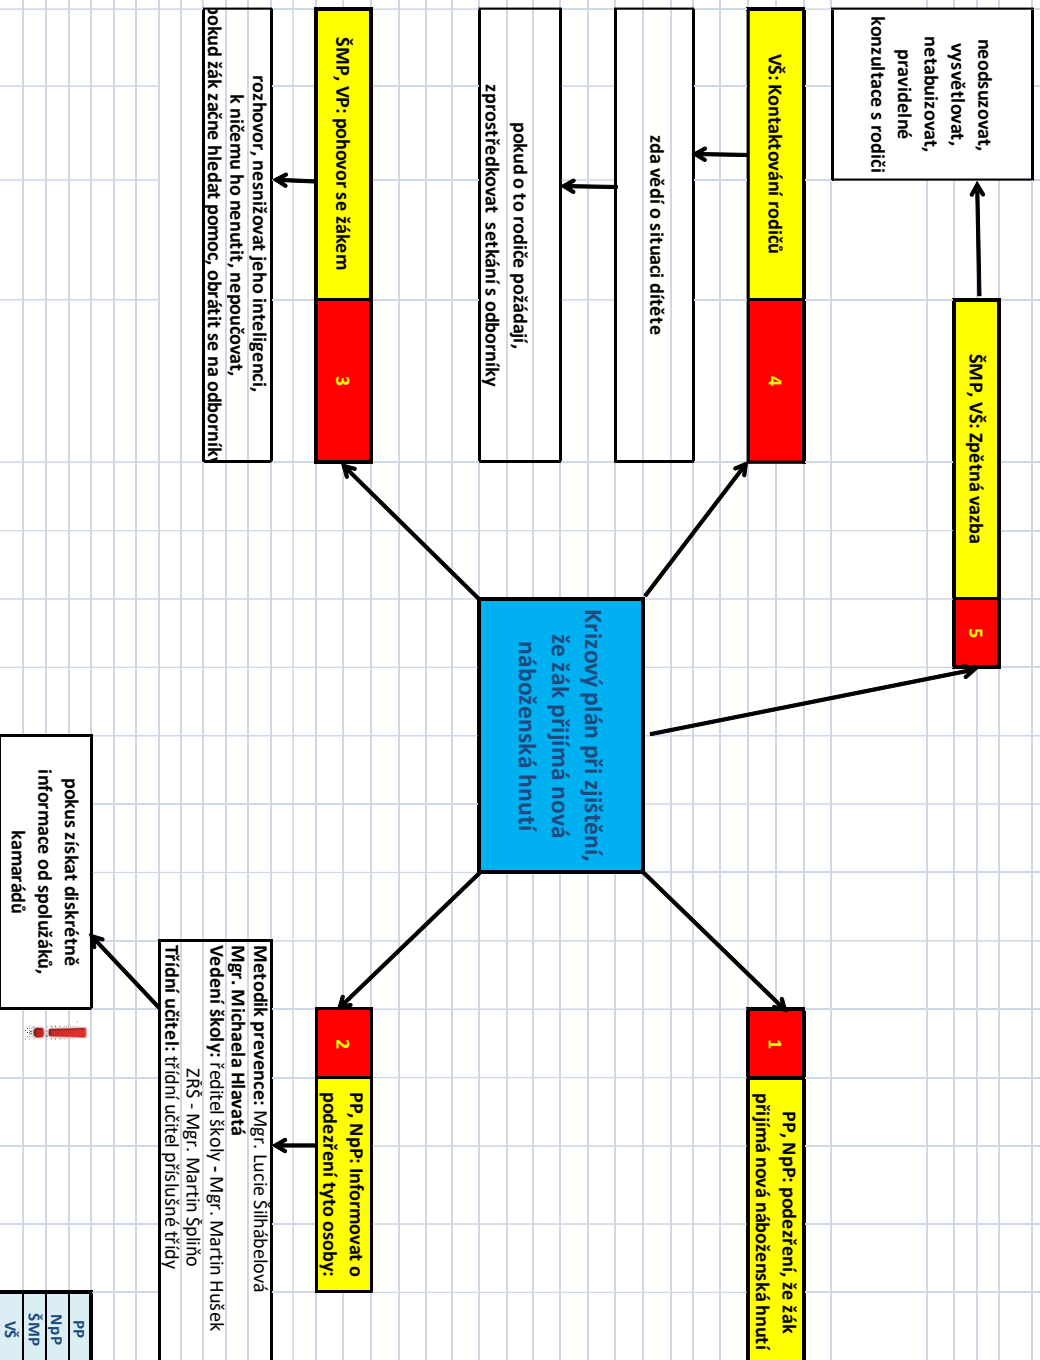 neodsuzovat,
vysvětlovat,
netabuizovat,
pravidelné
konzultace s rodiči
ŠMP, VŠ: Zpětná vazba
5
VŠ: Kontaktování rodičů
4
zda vědí o situaci dítěte
pokud o to rodiče požádají,
zprostředkovat setkání s odborníky
ŠMP, VP: pohovor se žákem
3
rozhovor, nesnižovat jeho inteligenci,
k ničemu ho nenutit, nepoučovat,
pokud žák začne hledat pomoc, obrátit se na odborníky
Krizový plán při zjištění,
že žák přijímá nová
náboženská hnutí
1
PP, NpP: podezření, že žák
přijímá nová náboženská hnutí
2
PP, NpP: Informovat o
podezření tyto osoby:
Metodik prevence: Mgr. Lucie Šilhábelová
Mgr. Michaela Hlavatá
Vedení školy: ředitel školy - Mgr. Martin Hušek
ZŘŠ - Mgr. Martin Špliňo
Třídní učitel: třídní učitel příslušné třídy
pokus získat diskrétně
informace od spolužáků,
kamarádů
PP
NpP
ŠMP
VŠ